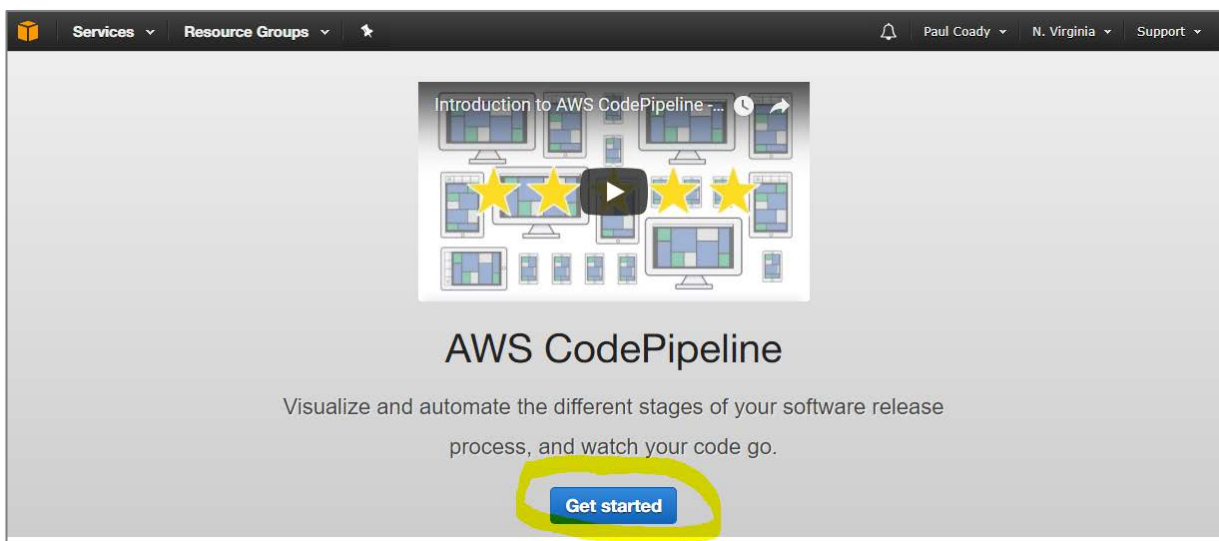 Services Resource Groups Paul Coady N. Virginia Support
Introduction to AWS CodePipeline -...
AWS CodePipeline
Visualize and automate the different stages of your software release
process, and watch your code go.
Get started